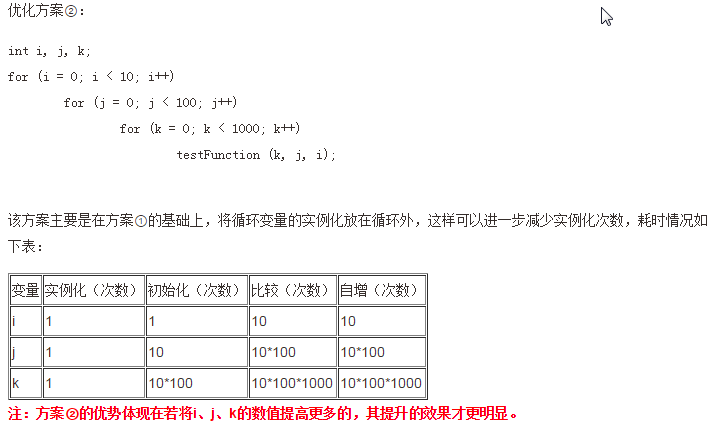 优化方案②：
int i, j, k;
for (i = 0; i < 10; i++)
for (j = 0; j < 100; j++)
for (k = 0; k < 1000; k++)
testFunction (k, j, i);
该方案主要是在方案①的基础上，将循环变量的实例化放在循环外，这样可以进一步减少实例化次数，耗时情况如
下表：
变量 实例化（次数） 初始化（次数） 比较（次数） 自增（次数）
i 1 1 10 10
j 1 10 10*100 10*100
k 1 10*100 10*100*1000 10*100*1000
注：方案②的优势体现在若将i、j、k的数值提高更多的，其提升的效果才更明显。